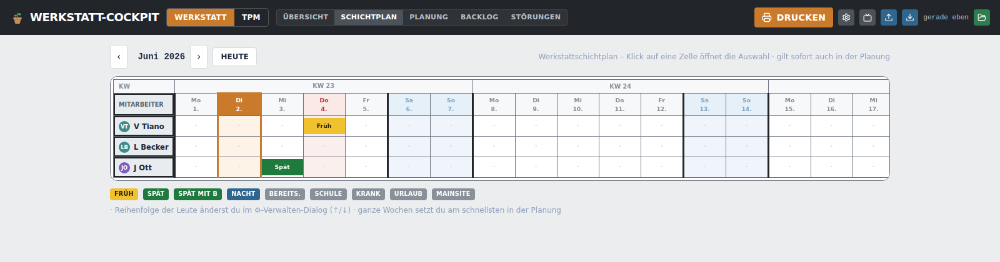 WERKSTATT-COCKPIT WERKSTATT TPM ÜBERSICHT SCHICHTPLAN PLANUNG BACKLOG STÖRUNGEN DRUCKEN gerade eben
‹ Juni 2026 › HEUTE Werkstattschichtplan – Klick auf eine Zelle öffnet die Auswahl · gilt sofort auch in der Planung
KW KW 23 KW 24
MITARBEITER Mo Di Mi Do Fr Sa So Mo Di Mi Do Fr Sa So Mo Di Mi
1. 2. 3. 4. 5. 6. 7. 8. 9. 10. 11. 12. 13. 14. 15. 16. 17.
VT V Tiano - - - Früh - - - - - - - - - - - - -
LB L Becker - - - - - - - - - - - - - - - - -
JO J Ott - - Spät - - - - - - - - - - - - - -
FRÜH SPÄT SPÄT MIT B NACHT BEREITS. SCHULE KRANK URLAUB MAINSITE
· Reihenfolge der Leute änderst du im ⚙-Verwalten-Dialog (↑/↓) · ganze Wochen setzt du am schnellsten in der Planung